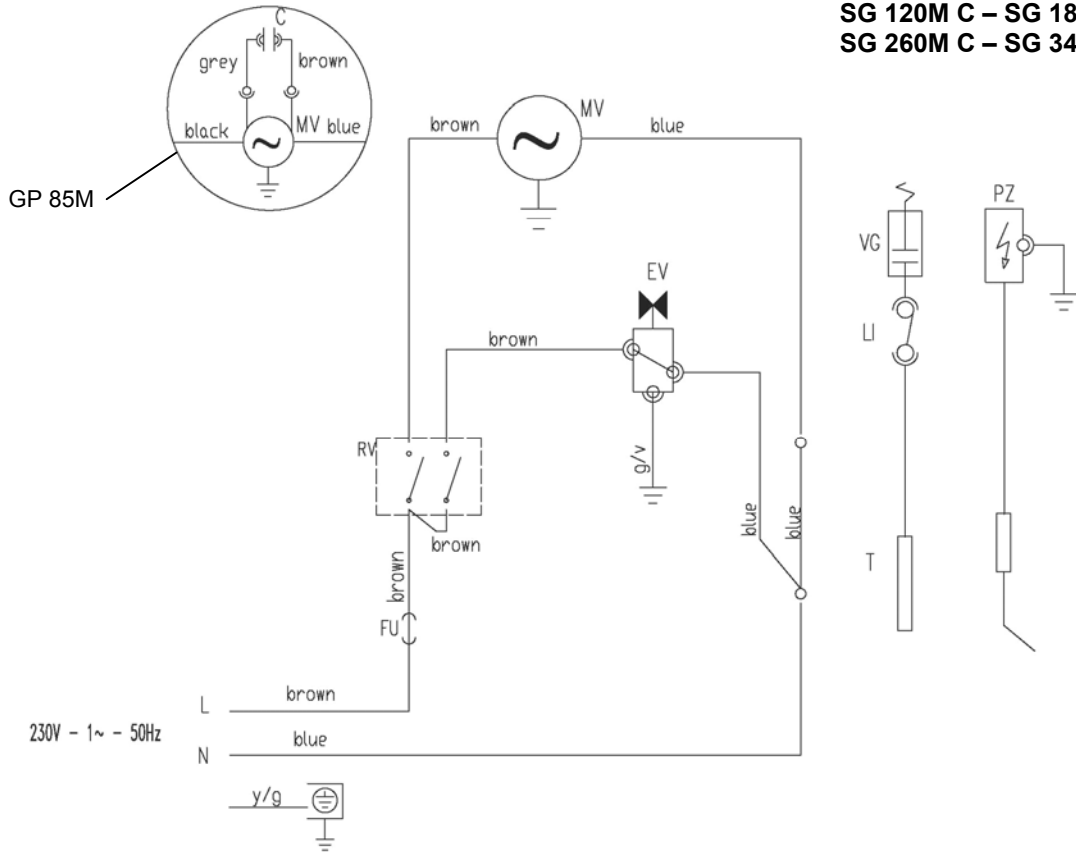 SG 120M C – SG 18
SG 260M C – SG 34
C
grey
brown
black
MV
blue
GP 85M
brown
MV
blue
PZ
VG
EV
LI
brown
RV
g/v
brown
blue
blue
brown
T
FU
L
brown
230V - 1~ - 50Hz
N
blue
y/g